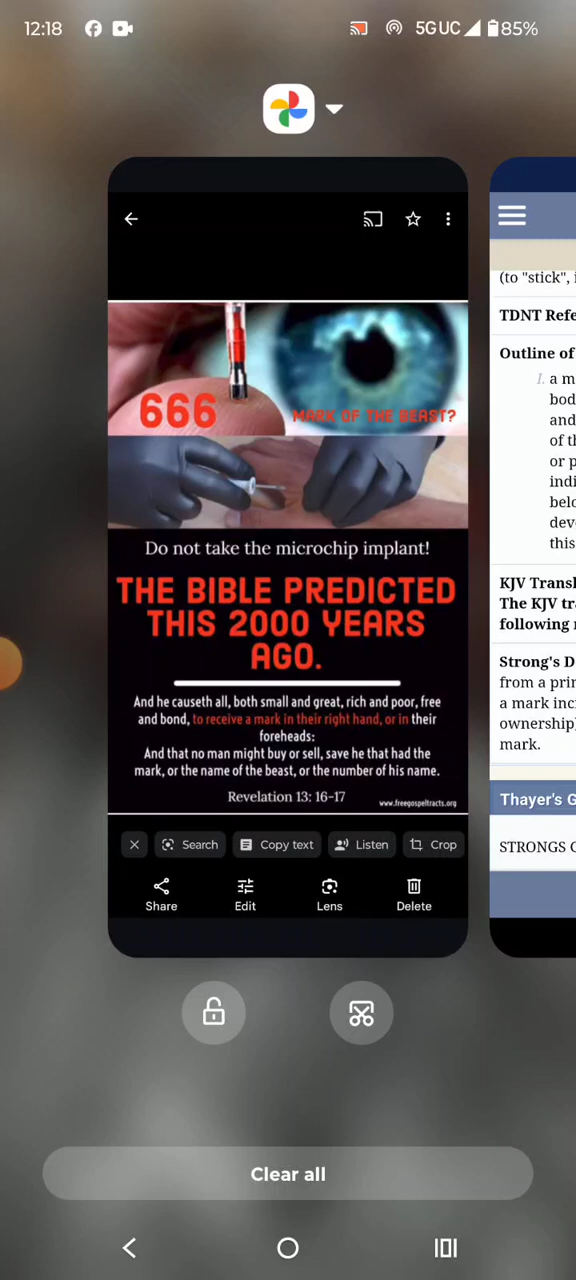 12:18
5G UC 85%
666
MARK OF THE BEAST?
Do not take the microchip implant!
THE BIBLE PREDICTED
THIS 2000 YEARS
AGO.
And he causeth all, both small and great, rich and poor, free
and bond, to receive a mark in their right hand, or in their
foreheads:
And that no man might buy or sell, save he that had the
mark, or the name of the beast, or the number of his name.
Revelation 13: 16-17
www.freegospeltracts.org
Search
Copy text
Listen
Crop
Share
Edit
Lens
Delete
(to "stick",
TDNT Refe
Outline of
I. a m
body
and
of th
or p
indi
belo
dev
this
KJV Transl
The KJV tra
following
Strong's D
from a prin
a mark inc
ownership)
mark.
Thayer's G
STRONGS
Clear all